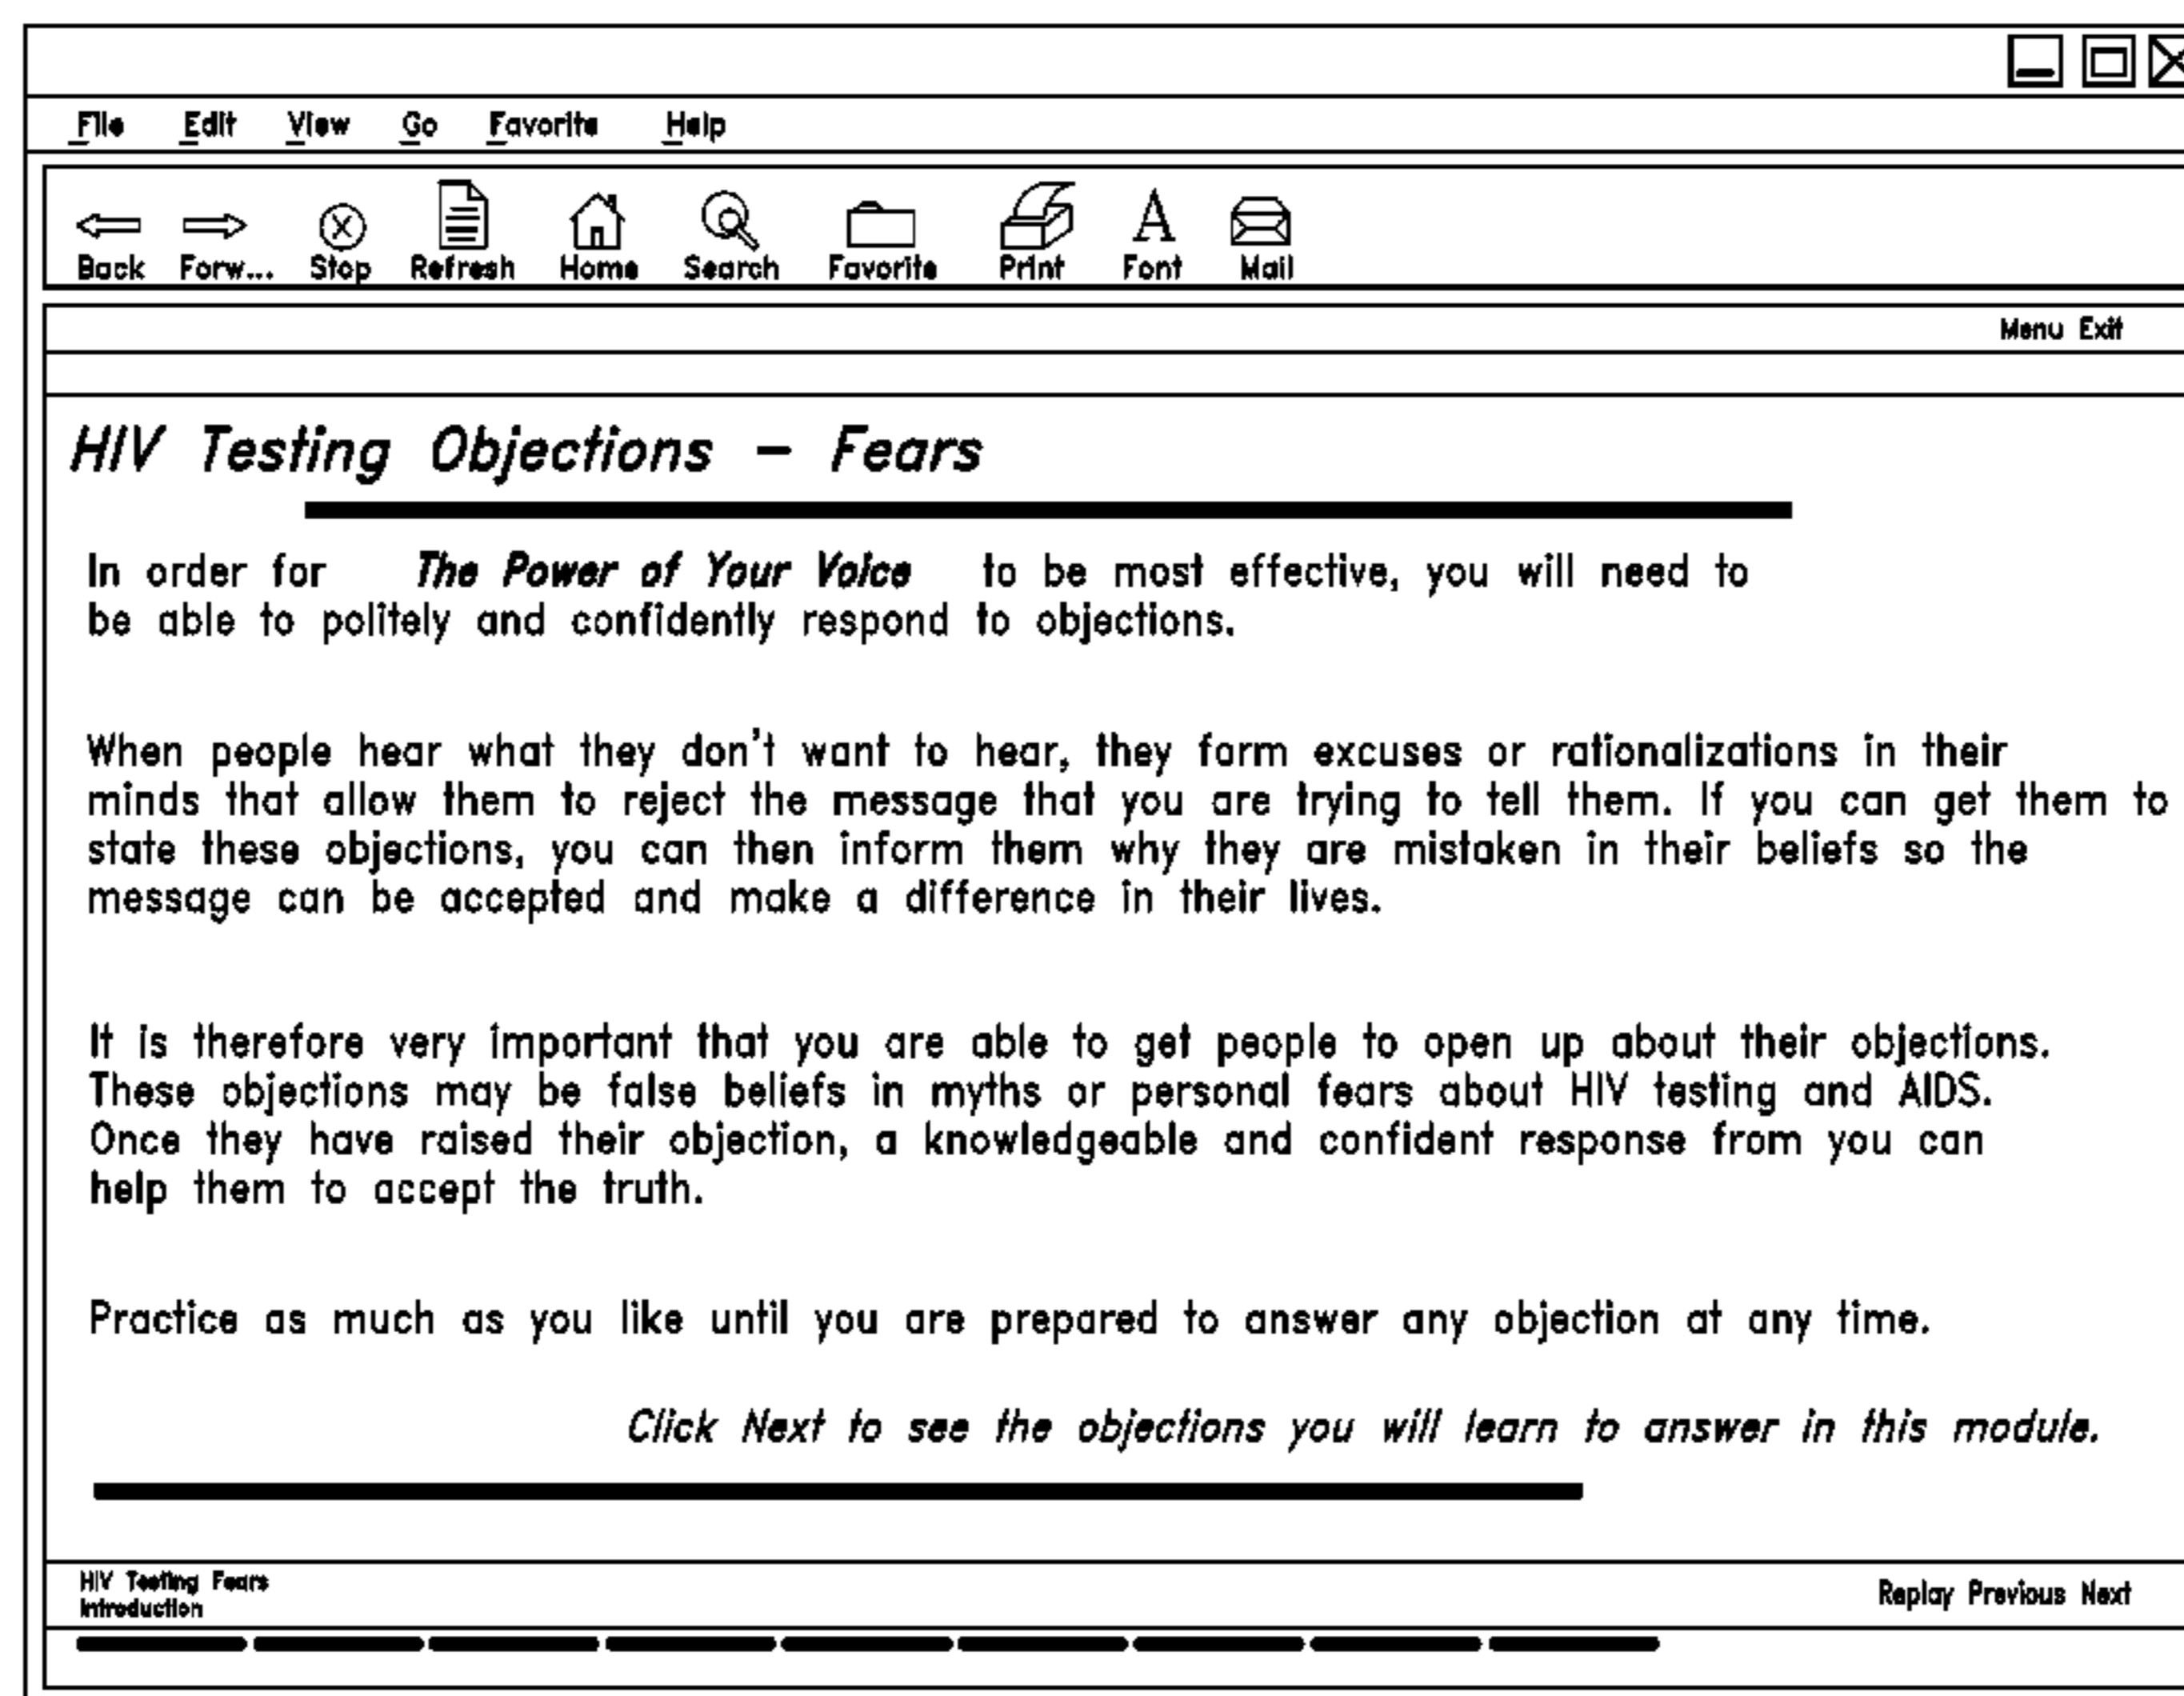 File Edit View Go Favorite Help
Back Forw... Stop Refresh Home Search Favorite Print Font Mail
Menu Exit
HIV Testing Objections - Fears
In order for The Power of Your Voice to be most effective, you will need to
be able to politely and confidently respond to objections.
When people hear what they don't want to hear, they form excuses or rationalizations in their
minds that allow them to reject the message that you are trying to tell them. If you can get them to
state these objections, you can then inform them why they are mistaken in their beliefs so the
message can be accepted and make a difference in their lives.
It is therefore very important that you are able to get people to open up about their objections.
These objections may be false beliefs in myths or personal fears about HIV testing and AIDS.
Once they have raised their objection, a knowledgeable and confident response from you can
help them to accept the truth.
Practice as much as you like until you are prepared to answer any objection at any time.
Click Next to see the objections you will learn to answer in this module.
HIV Testing Fears
Introduction
Replay Previous Next